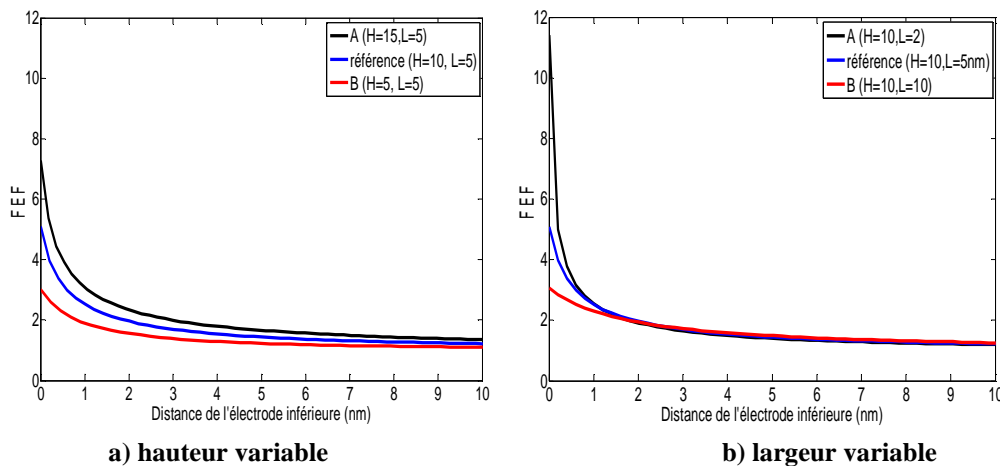 12
10
8
6
4
2
0
F E F
A (H=15,L=5)
référence (H=10, L=5)
B (H=5, L=5)
0 1 2 3 4 5 6 7 8 9 10
Distance de l'électrode inférieure (nm)
a) hauteur variable
12
10
8
6
4
2
0
F E F
A (H=10,L=2)
référence (H=10,L=5nm)
B (H=10,L=10)
0 1 2 3 4 5 6 7 8 9 10
Distance de l'électrode inférieure (nm)
b) largeur variable